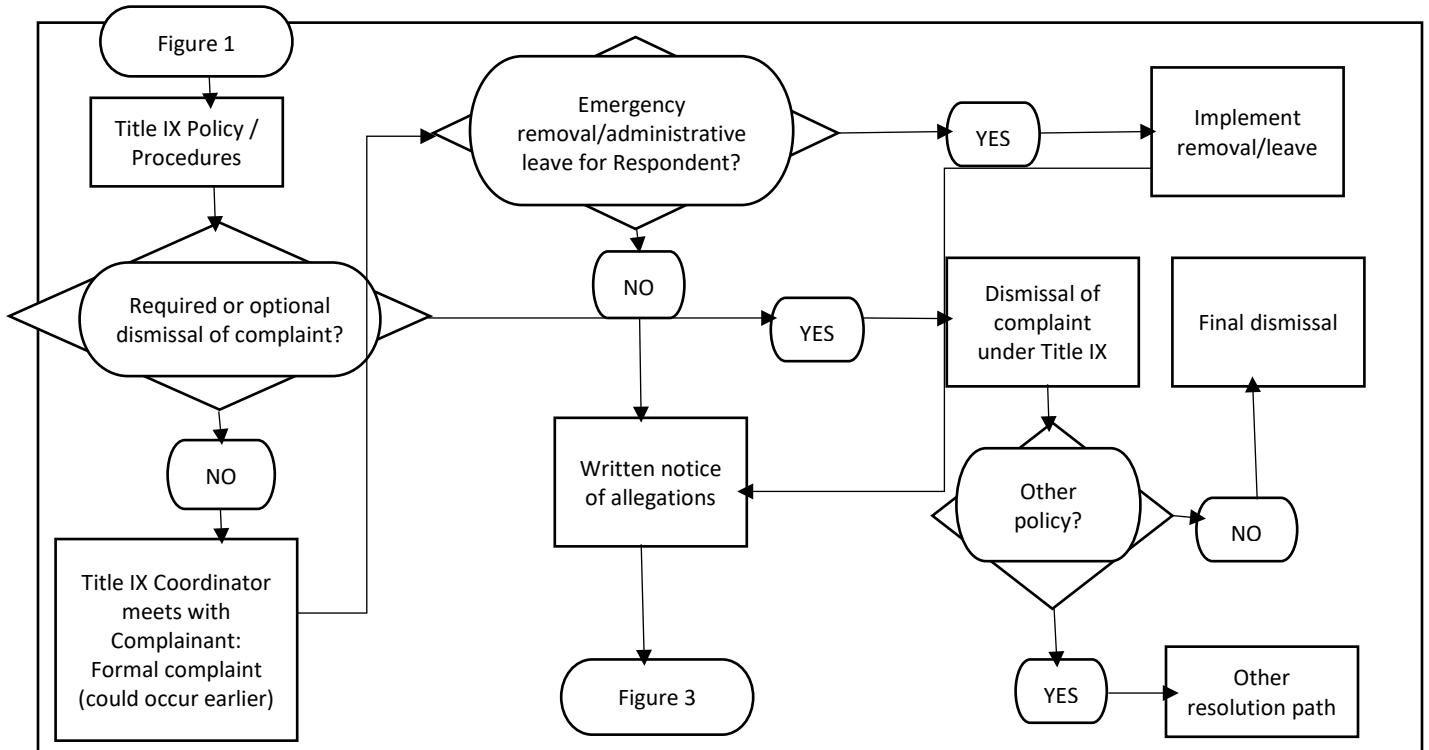 Figure 1
Title IX Policy /
Procedures
Required or optional
dismissal of complaint?
NO
Title IX Coordinator
meets with
Complainant:
Formal complaint
(could occur earlier)
Emergency
removal/administrative
leave for Respondent?
YES
Implement
removal/leave
NO
Written notice
of allegations
Figure 3
YES
Dismissal of
complaint
under Title IX
Other
policy?
NO
Final dismissal
YES
Other
resolution path